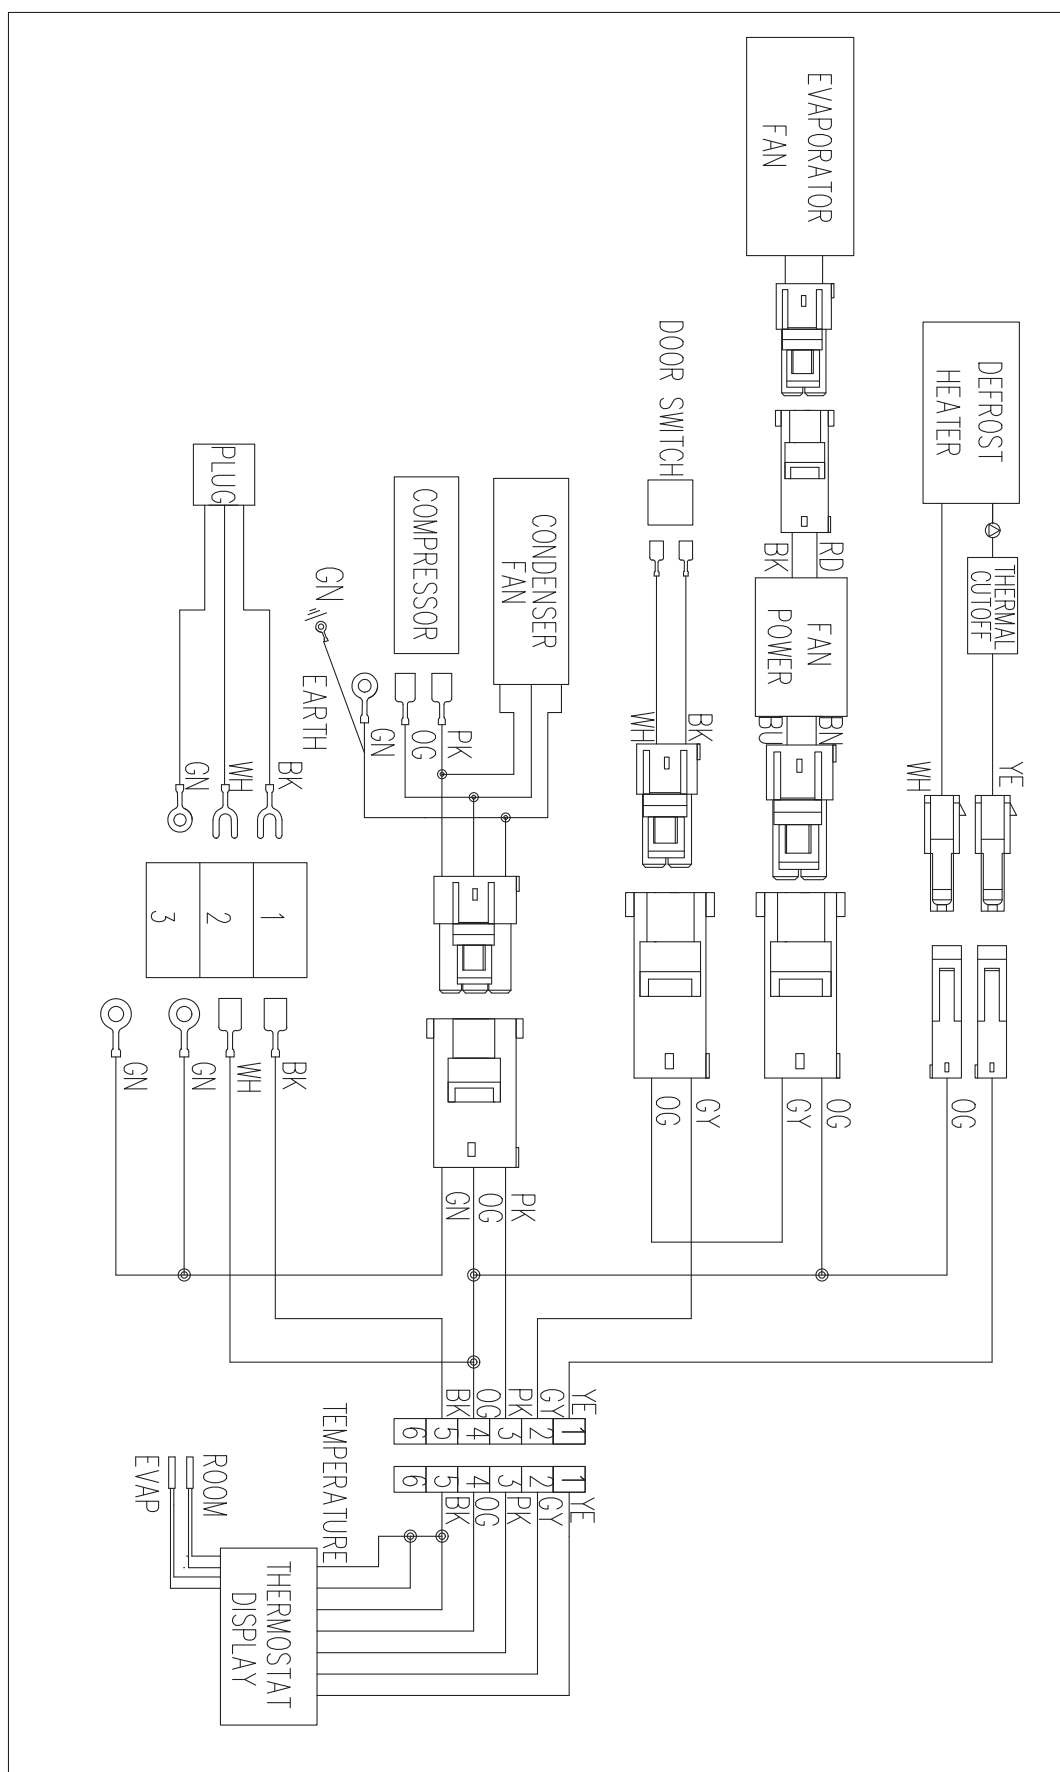 EVAPORATOR
FAN
DEFROST
HEATER
DOOR SWITCH
PLUG
COMPRESSOR
CONDENSER
FAN
THERMAL
CUTOFF
RD
BK
FAN
POWER
BN
BU
GN
EARTH
GN
OG
PK
WH
BK
WH
YE
GN
WH
BK
3
2
1
GN
GN
WH
BK
GN
OG
PK
OG
GY
GY
OG
OG
BK
OG
PK
GY
YE
6
5
4
3
2
1
6
5
4
3
2
1
BK
OG
PK
GY
YE
TEMPERATURE
ROOM
EVAP
THERMOSTAT
DISPLAY